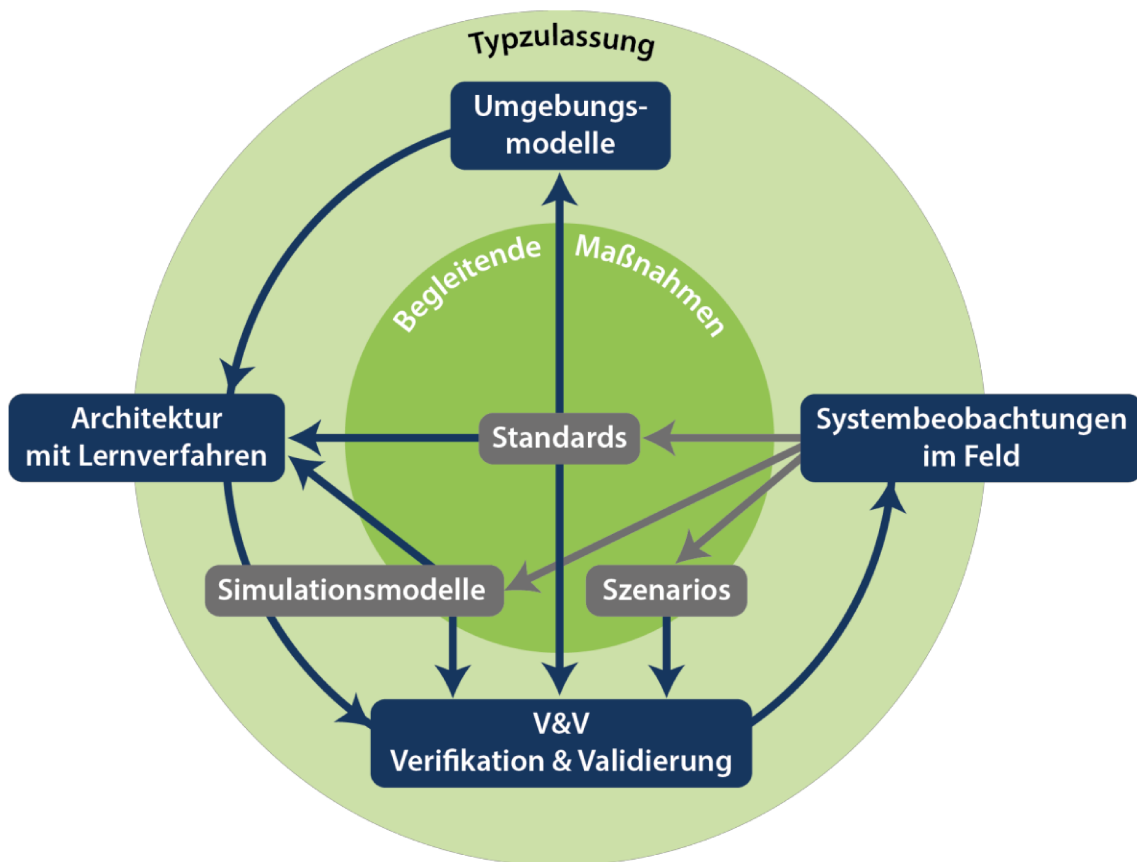 Typzulassung
Umgebungs-
modelle
Begleitende Maßnahmen
Architektur
mit Lernverfahren
Standards
Systembeobachtungen
im Feld
Simulationsmodelle
Szenarios
V&V
Verifikation & Validierung